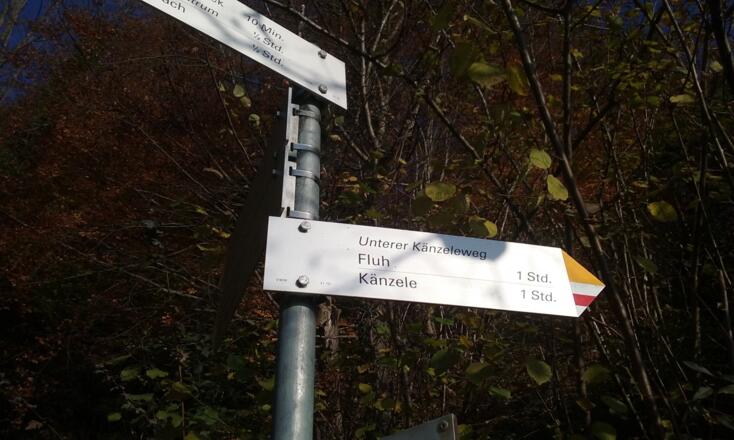 10 Min.
½ Std.
½ Std.
Unterer Känzeleweg
Fluh 1 Std.
Känzele 1 Std.